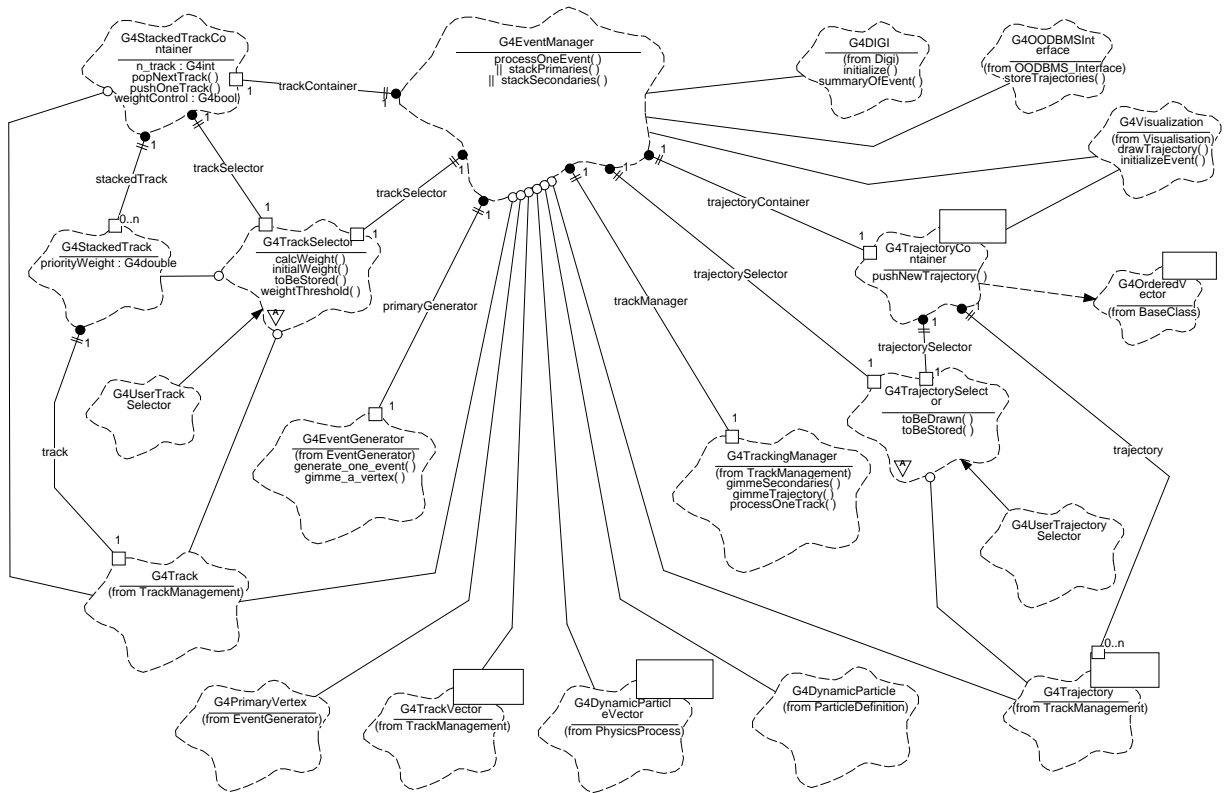 G4StackedTrackCo
ntainer
n_track : G4int
popNextTrack( )
pushOneTrack( )
weightControl : G4bool)
1
1
1
trackContainer
1
G4EventManager
processOneEvent( )
|| stackPrimaries( )
|| stackSecondaries( )
1
1
1
1
1
G4DIGI
(from Digi)
initialize( )
summaryOfEvent( )
G4OODBMSInt
erface
(from OODBMS_Interface)
storeTrajectories( )
G4Visualization
(from Visualisation)
drawTrajectory( )
initializeEvent( )
stackedTrack
0..n
trackSelector
1
trackSelector
1
trajectoryContainer
1
G4StackedTrack
priorityWeight : G4double
1
G4TrackSelector
calcWeight( )
initialWeight( )
toBeStored( )
weightThreshold( )
A
primaryGenerator
1
trackManager
1
trajectorySelector
1
G4TrajectoryCo
ntainer
pushNewTrajectory( )
1
1
G4OrderedV
ector
(from BaseClass)
trajectorySelector
1
G4UserTrack
Selector
G4TrajectorySelect
or
toBeDrawn( )
toBeStored( )
A
track
1
G4EventGenerator
(from EventGenerator)
generate_one_event( )
gimme_a_vertex( )
G4TrackingManager
(from TrackManagement)
gimmeSecondaries( )
gimmeTrajectory( )
processOneTrack( )
trajectory
0..n
G4UserTrajectory
Selector
G4Track
(from TrackManagement)
G4PrimaryVertex
(from EventGenerator)
G4TrackVector
(from TrackManagement)
G4DynamicParticl
eVector
(from PhysicsProcess)
G4DynamicParticle
(from ParticleDefinition)
G4Trajectory
(from TrackManagement)